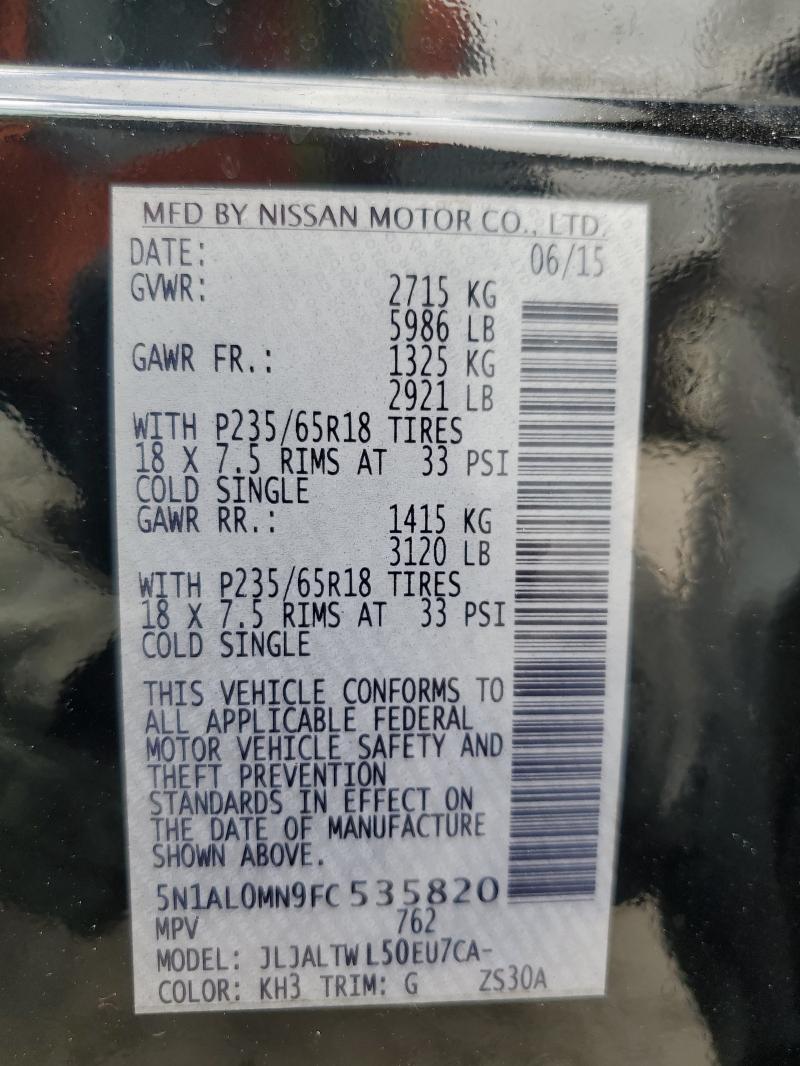 MFD BY NISSAN MOTOR CO., LTD.
DATE: 06/15
GVWR: 2715 KG
5986 LB
GAWR FR.: 1325 KG
2921 LB
WITH P235/65R18 TIRES
18 X 7.5 RIMS AT 33 PSI
COLD SINGLE
GAWR RR.: 1415 KG
3120 LB
WITH P235/65R18 TIRES
18 X 7.5 RIMS AT 33 PSI
COLD SINGLE
THIS VEHICLE CONFORMS TO
ALL APPLICABLE FEDERAL
MOTOR VEHICLE SAFETY AND
THEFT PREVENTION
STANDARDS IN EFFECT ON
THE DATE OF MANUFACTURE
SHOWN ABOVE.
5N1AL0MN9FC535820
MPV 762
MODEL: JLJALTWL50EU7CA-
COLOR: KH3 TRIM: G ZS30A